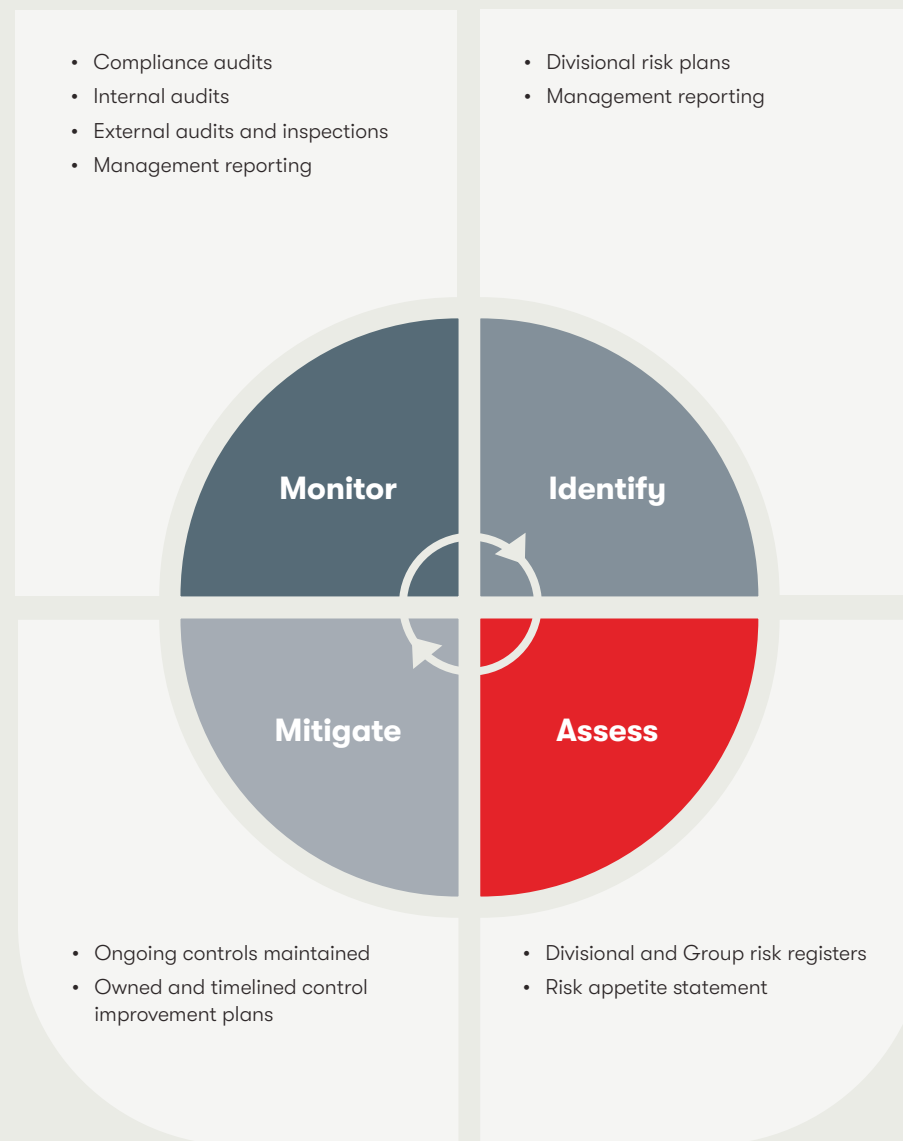 • Compliance audits
• Internal audits
• External audits and inspections
• Management reporting
• Divisional risk plans
• Management reporting
Monitor
Identify
Mitigate
Assess
• Ongoing controls maintained
• Owned and timelined control
improvement plans
• Divisional and Group risk registers
• Risk appetite statement